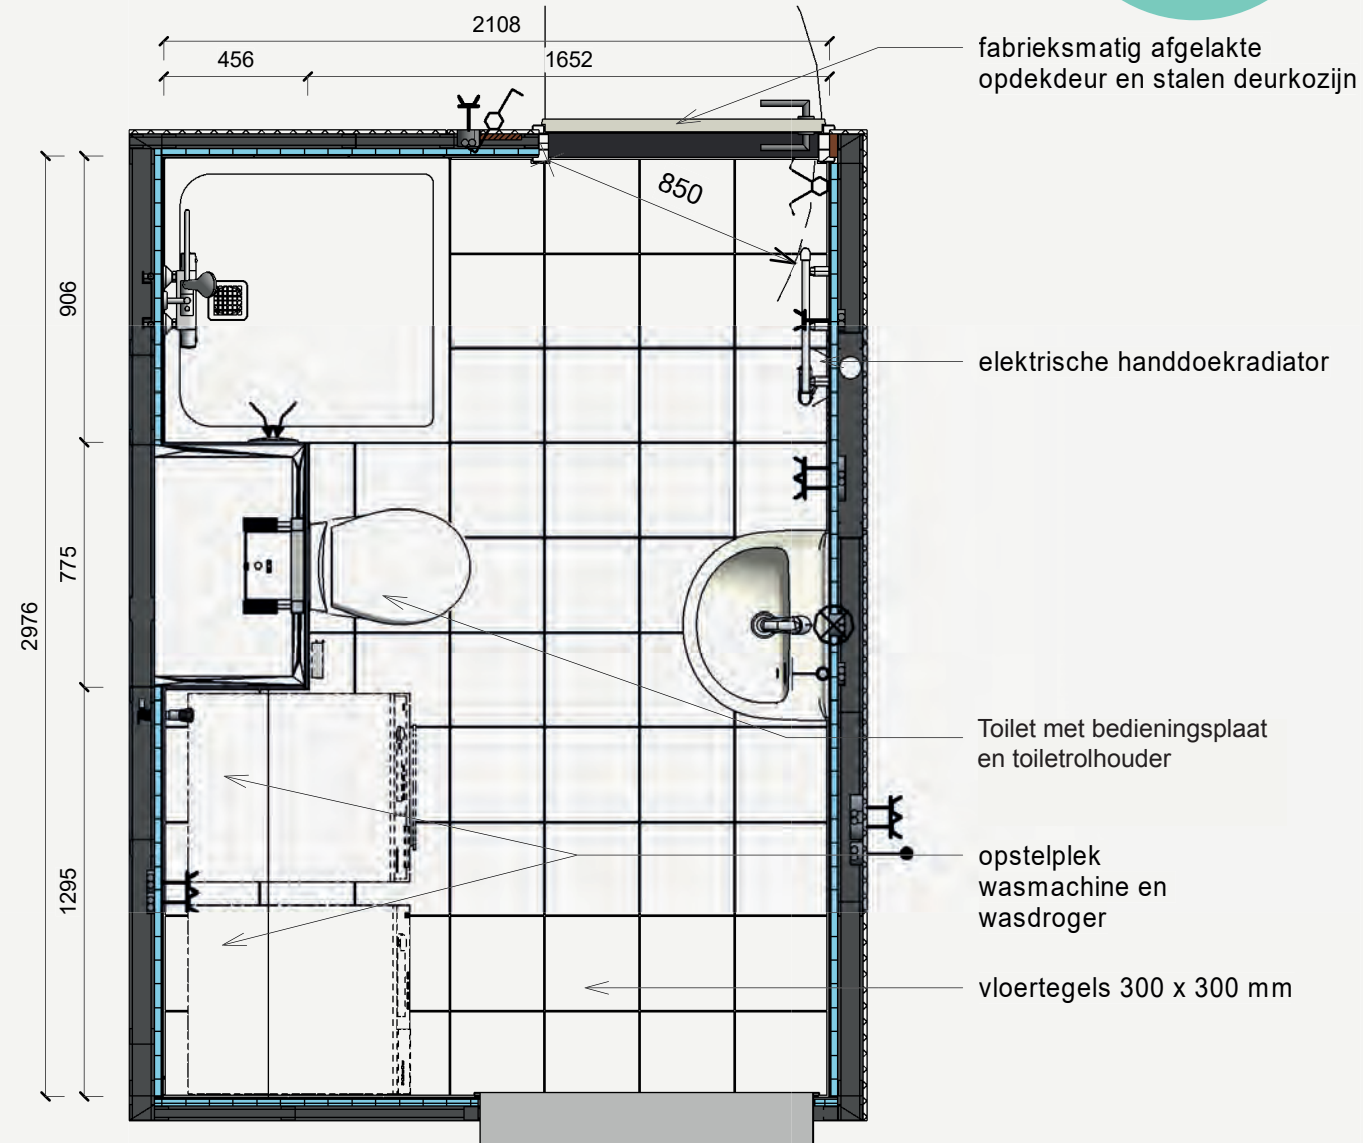 2108
456
1652
fabrieksmatig afgelakte
opdekdeur en stalen deurkozijn
850
906
elektrische handdoekradiator
775
2976
Toilet met bedieningsplaat
en toiletrolhouder
1295
opstelplek
wasmachine en
wasdroger
vloertegels 300 x 300 mm